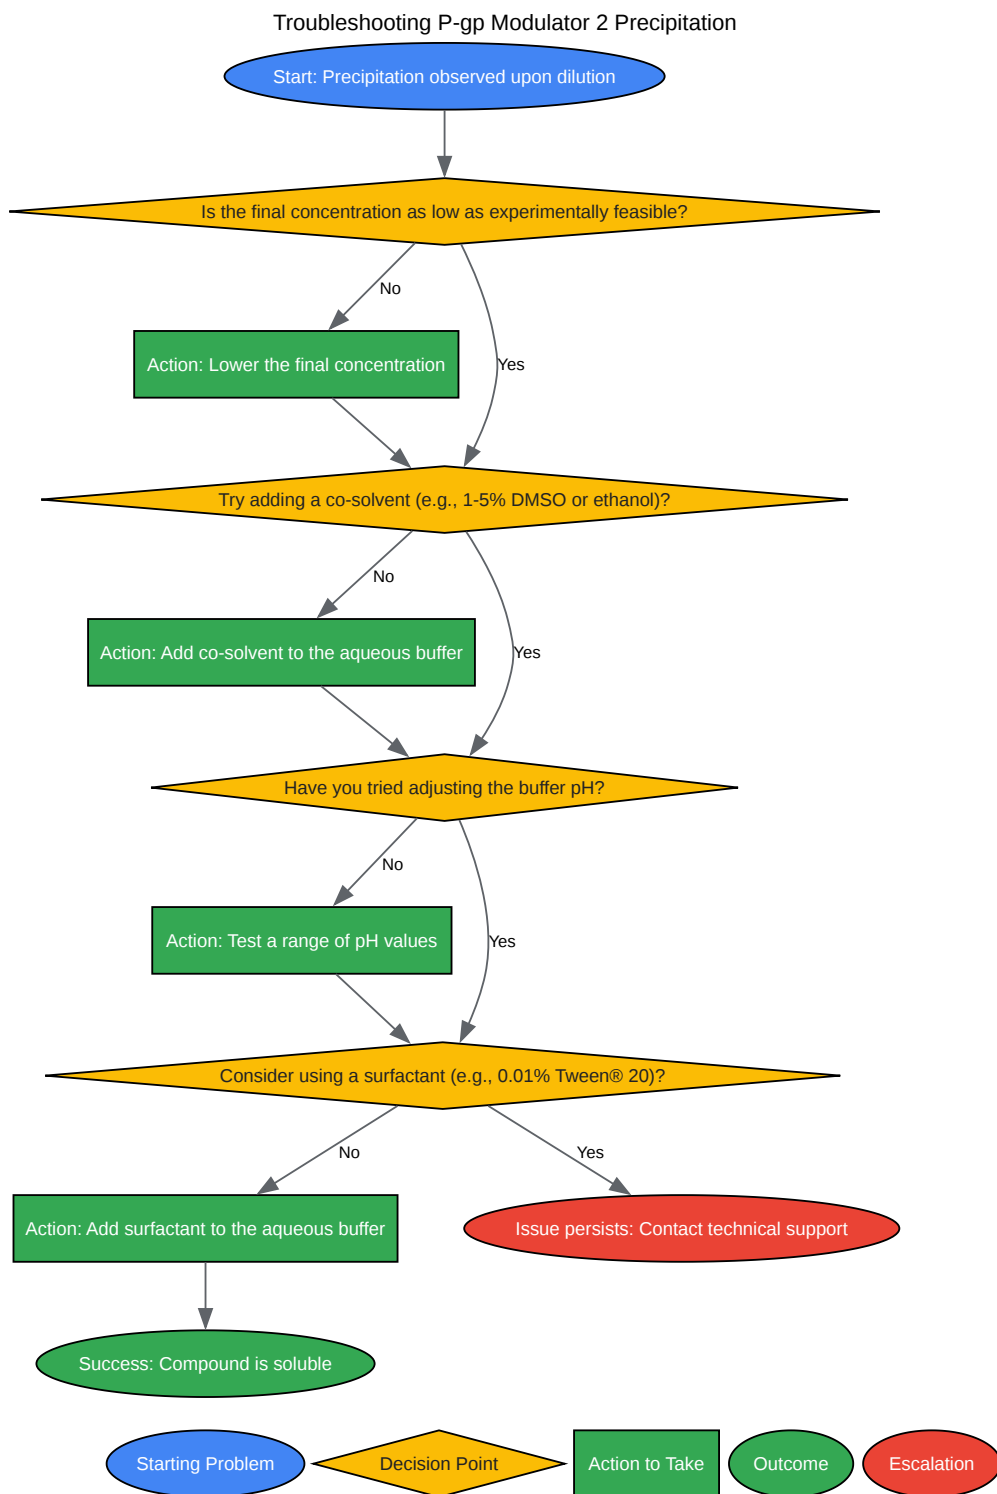 Troubleshooting P-gp Modulator 2 Precipitation
Start: Precipitation observed upon dilution
Is the final concentration as low as experimentally feasible?
No
Yes
Action: Lower the final concentration
Try adding a co-solvent (e.g., 1-5% DMSO or ethanol)?
No
Yes
Action: Add co-solvent to the aqueous buffer
Have you tried adjusting the buffer pH?
No
Yes
Action: Test a range of pH values
Consider using a surfactant (e.g., 0.01% Tween® 20)?
No
Yes
Action: Add surfactant to the aqueous buffer
Issue persists: Contact technical support
Success: Compound is soluble
Starting Problem
Decision Point
Action to Take
Outcome
Escalation